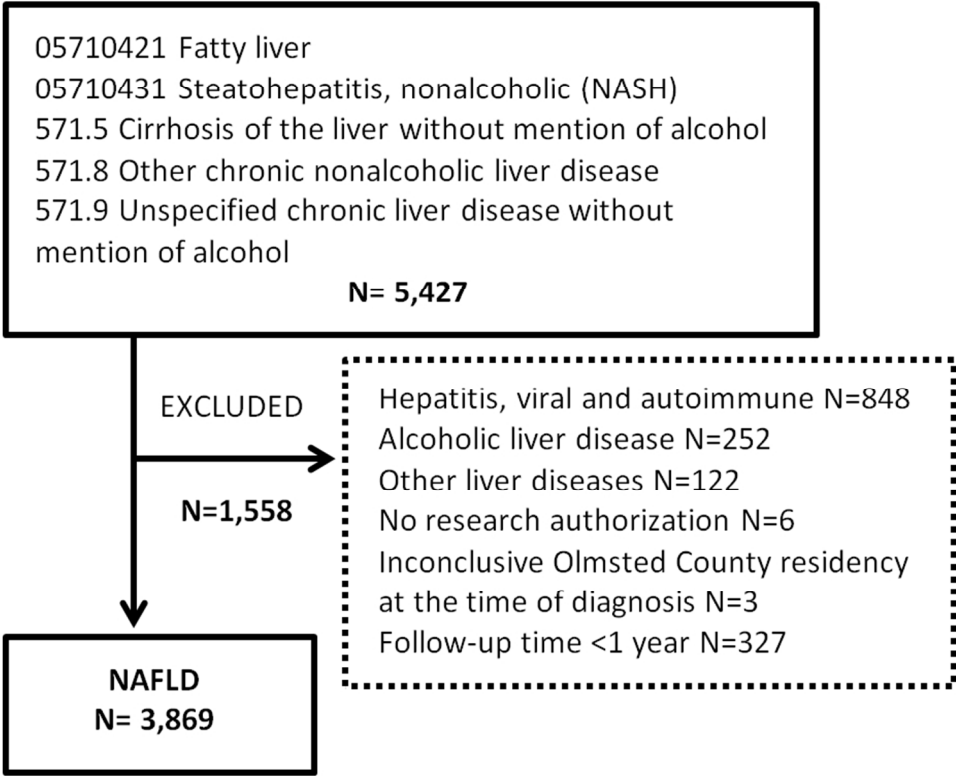 05710421 Fatty liver
05710431 Steatohepatitis, nonalcoholic (NASH)
571.5 Cirrhosis of the liver without mention of alcohol
571.8 Other chronic nonalcoholic liver disease
571.9 Unspecified chronic liver disease without
mention of alcohol
N= 5,427
EXCLUDED
N=1,558
Hepatitis, viral and autoimmune N=848
Alcoholic liver disease N=252
Other liver diseases N=122
No research authorization N=6
Inconclusive Olmsted County residency
at the time of diagnosis N=3
Follow-up time <1 year N=327
NAFLD
N= 3,869